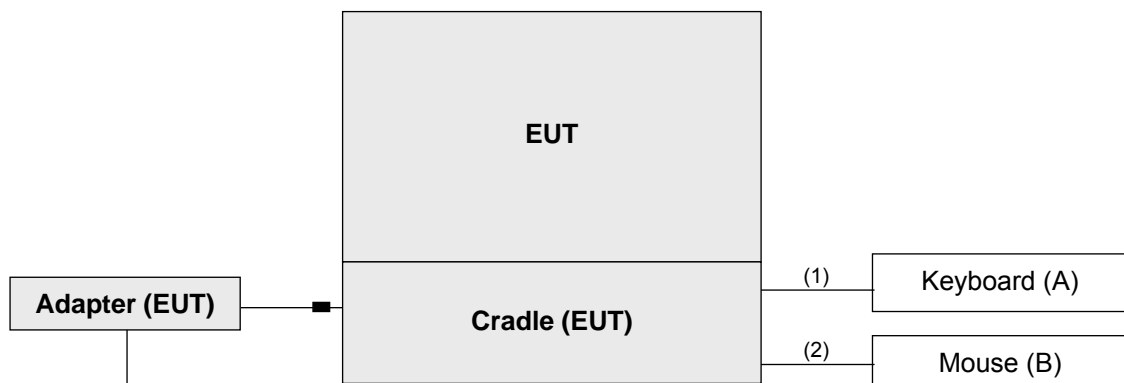 EUT
(1)
Keyboard (A)
Adapter (EUT)
Cradle (EUT)
(2)
Mouse (B)